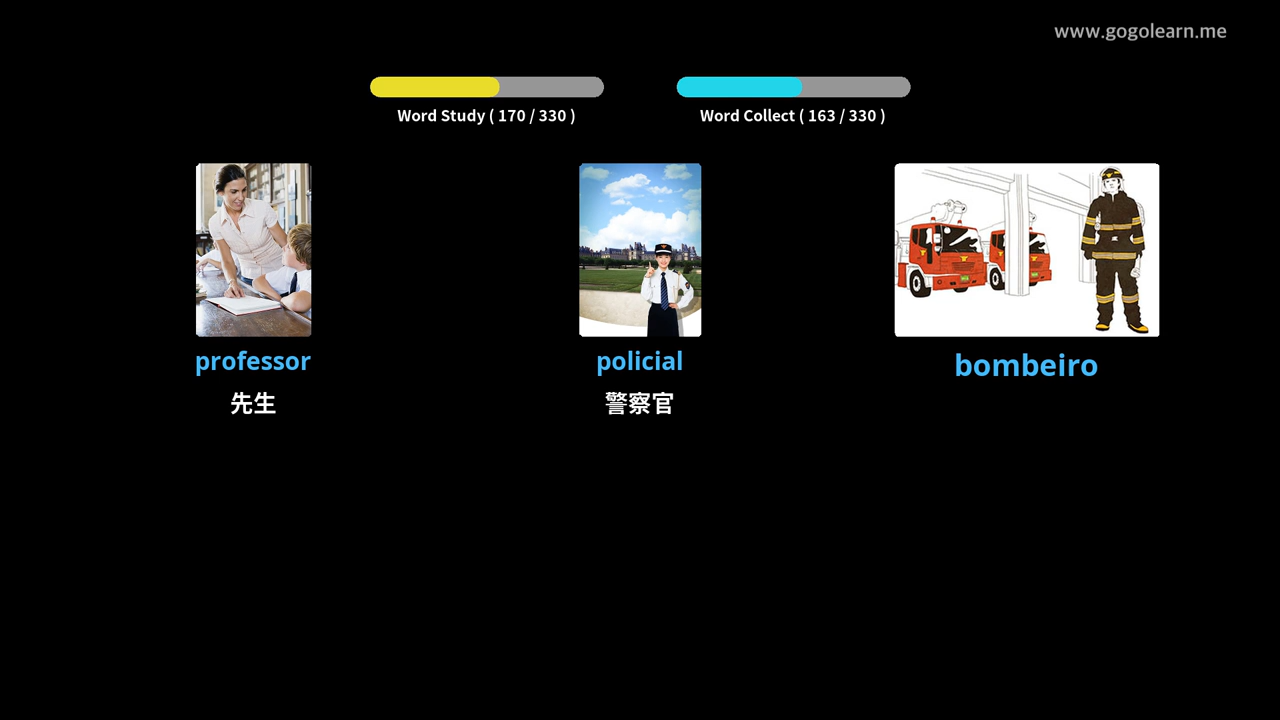 www.gogolearn.me
Word Study ( 170 / 330 )
Word Collect ( 163 / 330 )
professor
policial
bombeiro
先生
警察官